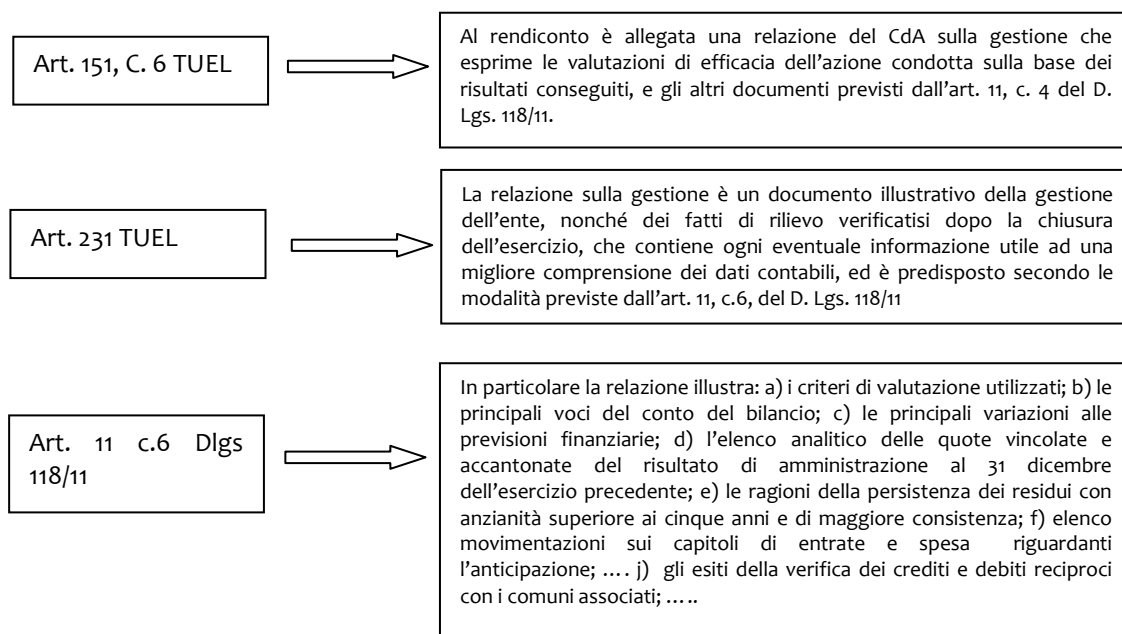 Art. 151, C. 6 TUEL
Al rendiconto è allegata una relazione del CdA sulla gestione che
esprime le valutazioni di efficacia dell’azione condotta sulla base dei
risultati conseguiti, e gli altri documenti previsti dall’art. 11, c. 4 del D.
Lgs. 118/11.
Art. 231 TUEL
La relazione sulla gestione è un documento illustrativo della gestione
dell’ente, nonché dei fatti di rilievo verificatisi dopo la chiusura
dell’esercizio, che contiene ogni eventuale informazione utile ad una
migliore comprensione dei dati contabili, ed è predisposto secondo le
modalità previste dall’art. 11, c.6, del D. Lgs. 118/11
Art. 11 c.6 Dlgs
118/11
In particolare la relazione illustra: a) i criteri di valutazione utilizzati; b) le
principali voci del conto del bilancio; c) le principali variazioni alle
previsioni finanziarie; d) l’elenco analitico delle quote vincolate e
accantonate del risultato di amministrazione al 31 dicembre
dell’esercizio precedente; e) le ragioni della persistenza dei residui con
anzianità superiore ai cinque anni e di maggiore consistenza; f) elenco
movimentazioni sui capitoli di entrate e spesa riguardanti
l’anticipazione; …. j) gli esiti della verifica dei crediti e debiti reciproci
con i comuni associati; …..